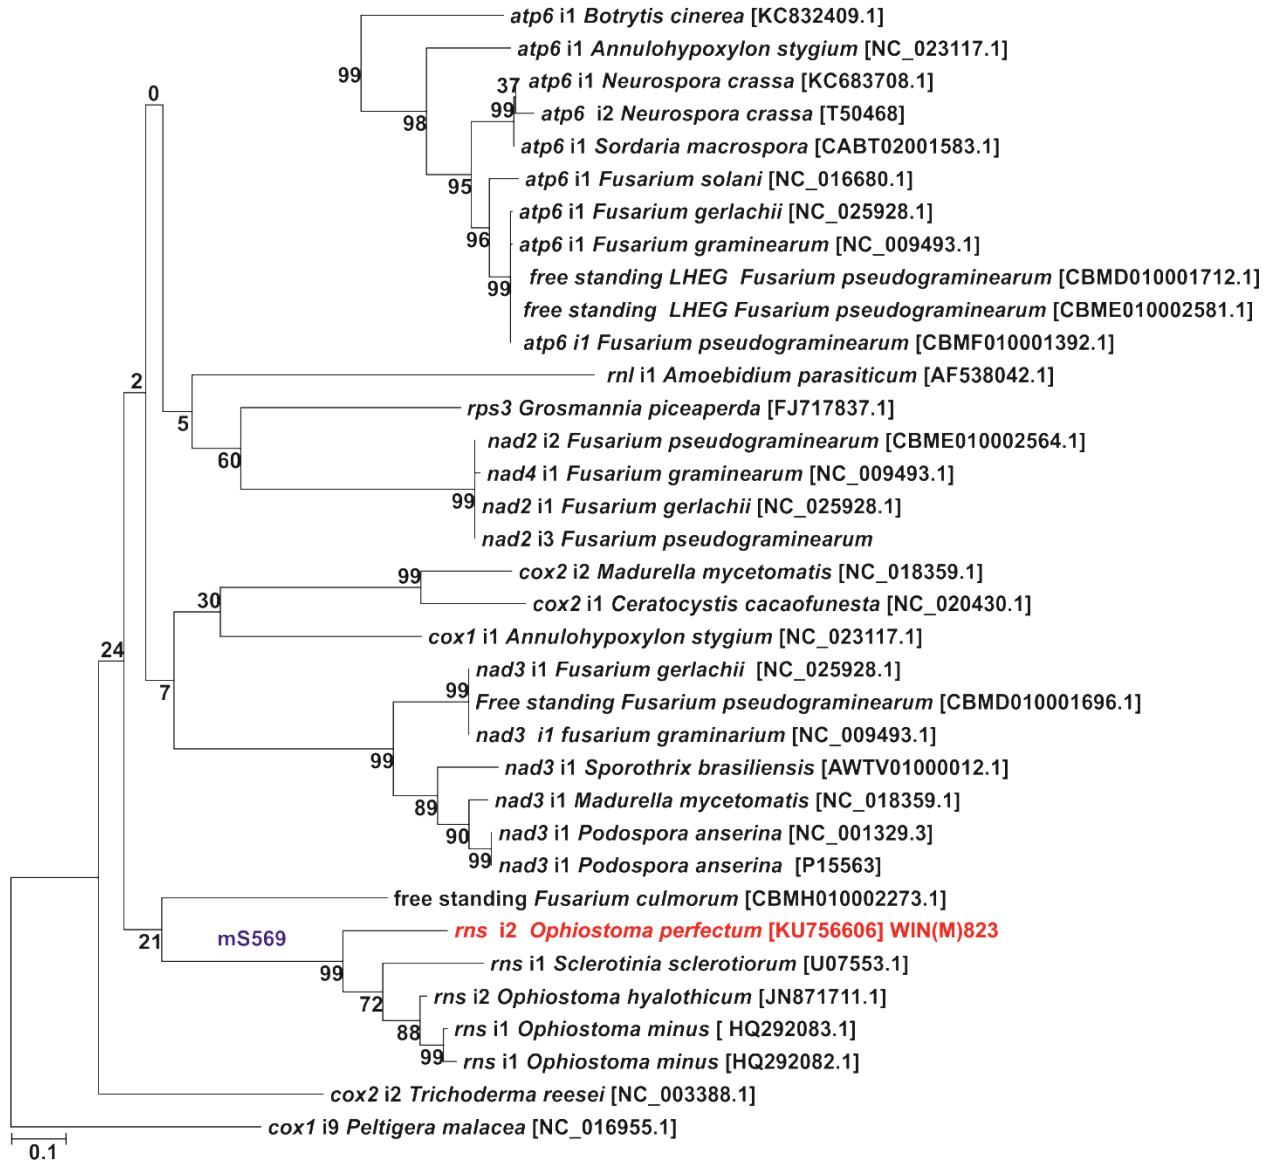 atp6 i1 Botrytis cinerea [KC832409.1]
atp6 i1 Annulohypoxylon stygium [NC_023117.1]
99
37 atp6 i1 Neurospora crassa [KC683708.1]
0
99 atp6 i2 Neurospora crassa [T50468]
98
atp6 i1 Sordaria macrospora [CABT02001583.1]
95 atp6 i1 Fusarium solani [NC_016680.1]
atp6 i1 Fusarium gerlachii [NC_025928.1]
96 atp6 i1 Fusarium graminearum [NC_009493.1]
free standing LHEG Fusarium pseudograminearum [CBMD010001712.1]
99
free standing LHEG Fusarium pseudograminearum [CBME010002581.1]
atp6 i1 Fusarium pseudograminearum [CBMF010001392.1]
2 rnl i1 Amoebidium parasiticum [AF538042.1]
rps3 Grosmannia piceaperda [FJ717837.1]
5
nad2 i2 Fusarium pseudograminearum [CBME010002564.1]
60
nad4 i1 Fusarium graminearum [NC_009493.1]
99 nad2 i1 Fusarium gerlachii [NC_025928.1]
nad2 i3 Fusarium pseudograminearum
99 cox2 i2 Madurella mycetomatis [NC_018359.1]
30 cox2 i1 Ceratocystis cacaofunesta [NC_020430.1]
cox1 i1 Annulohypoxylon stygium [NC_023117.1]
24
nad3 i1 Fusarium gerlachii [NC_025928.1]
7 99
Free standing Fusarium pseudograminearum [CBMD010001696.1]
nad3 i1 fusarium graminarium [NC_009493.1]
99 nad3 i1 Sporothrix brasiliensis [AWTV01000012.1]
89 nad3 i1 Madurella mycetomatis [NC_018359.1]
90 nad3 i1 Podospora anserina [NC_001329.3]
99 nad3 i1 Podospora anserina [P15563]
free standing Fusarium culmorum [CBMH010002273.1]
21 mS569 rns i2 Ophiostoma perfectum [KU756606] WIN(M)823
99 rns i1 Sclerotinia sclerotiorum [U07553.1]
72 rns i2 Ophiostoma hyalothicum [JN871711.1]
88 rns i1 Ophiostoma minus [ HQ292083.1]
99 rns i1 Ophiostoma minus [HQ292082.1]
cox2 i2 Trichoderma reesei [NC_003388.1]
cox1 i9 Peltigera malacea [NC_016955.1]
0.1